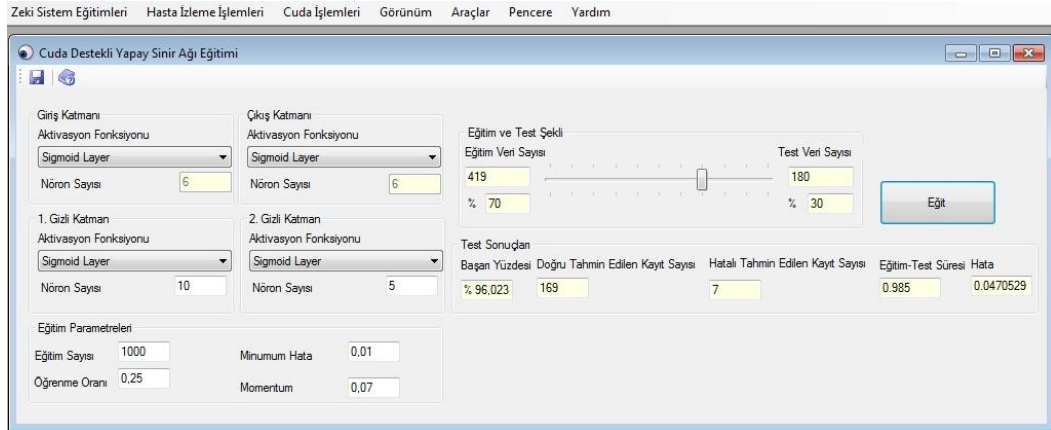 Zeki Sistem Eğitimleri Hasta İzleme İşlemleri Cuda İşlemleri Görünüm Araçlar Pencere Yardım
Cuda Destekli Yapay Sinir Ağı Eğitimi
Giriş Katmanı
Aktivasyon Fonksiyonu
Sigmoid Layer
Nöron Sayısı 6
Çıkış Katmanı
Aktivasyon Fonksiyonu
Sigmoid Layer
Nöron Sayısı 6
1. Gizli Katman
Aktivasyon Fonksiyonu
Sigmoid Layer
Nöron Sayısı 10
2. Gizli Katman
Aktivasyon Fonksiyonu
Sigmoid Layer
Nöron Sayısı 5
Eğitim Parametreleri
Eğitim Sayısı 1000 Minumum Hata 0,01
Öğrenme Oranı 0,25 Momentum 0,07
Eğitim ve Test Şekli
Eğitim Veri Sayısı Test Veri Sayısı
419 180
% 70 % 30
Eğit
Test Sonuçları
Başarı Yüzdesi Doğru Tahmin Edilen Kayıt Sayısı Hatalı Tahmin Edilen Kayıt Sayısı Eğitim-Test Süresi Hata
% 96,023 169 7 0.985 0.0470529